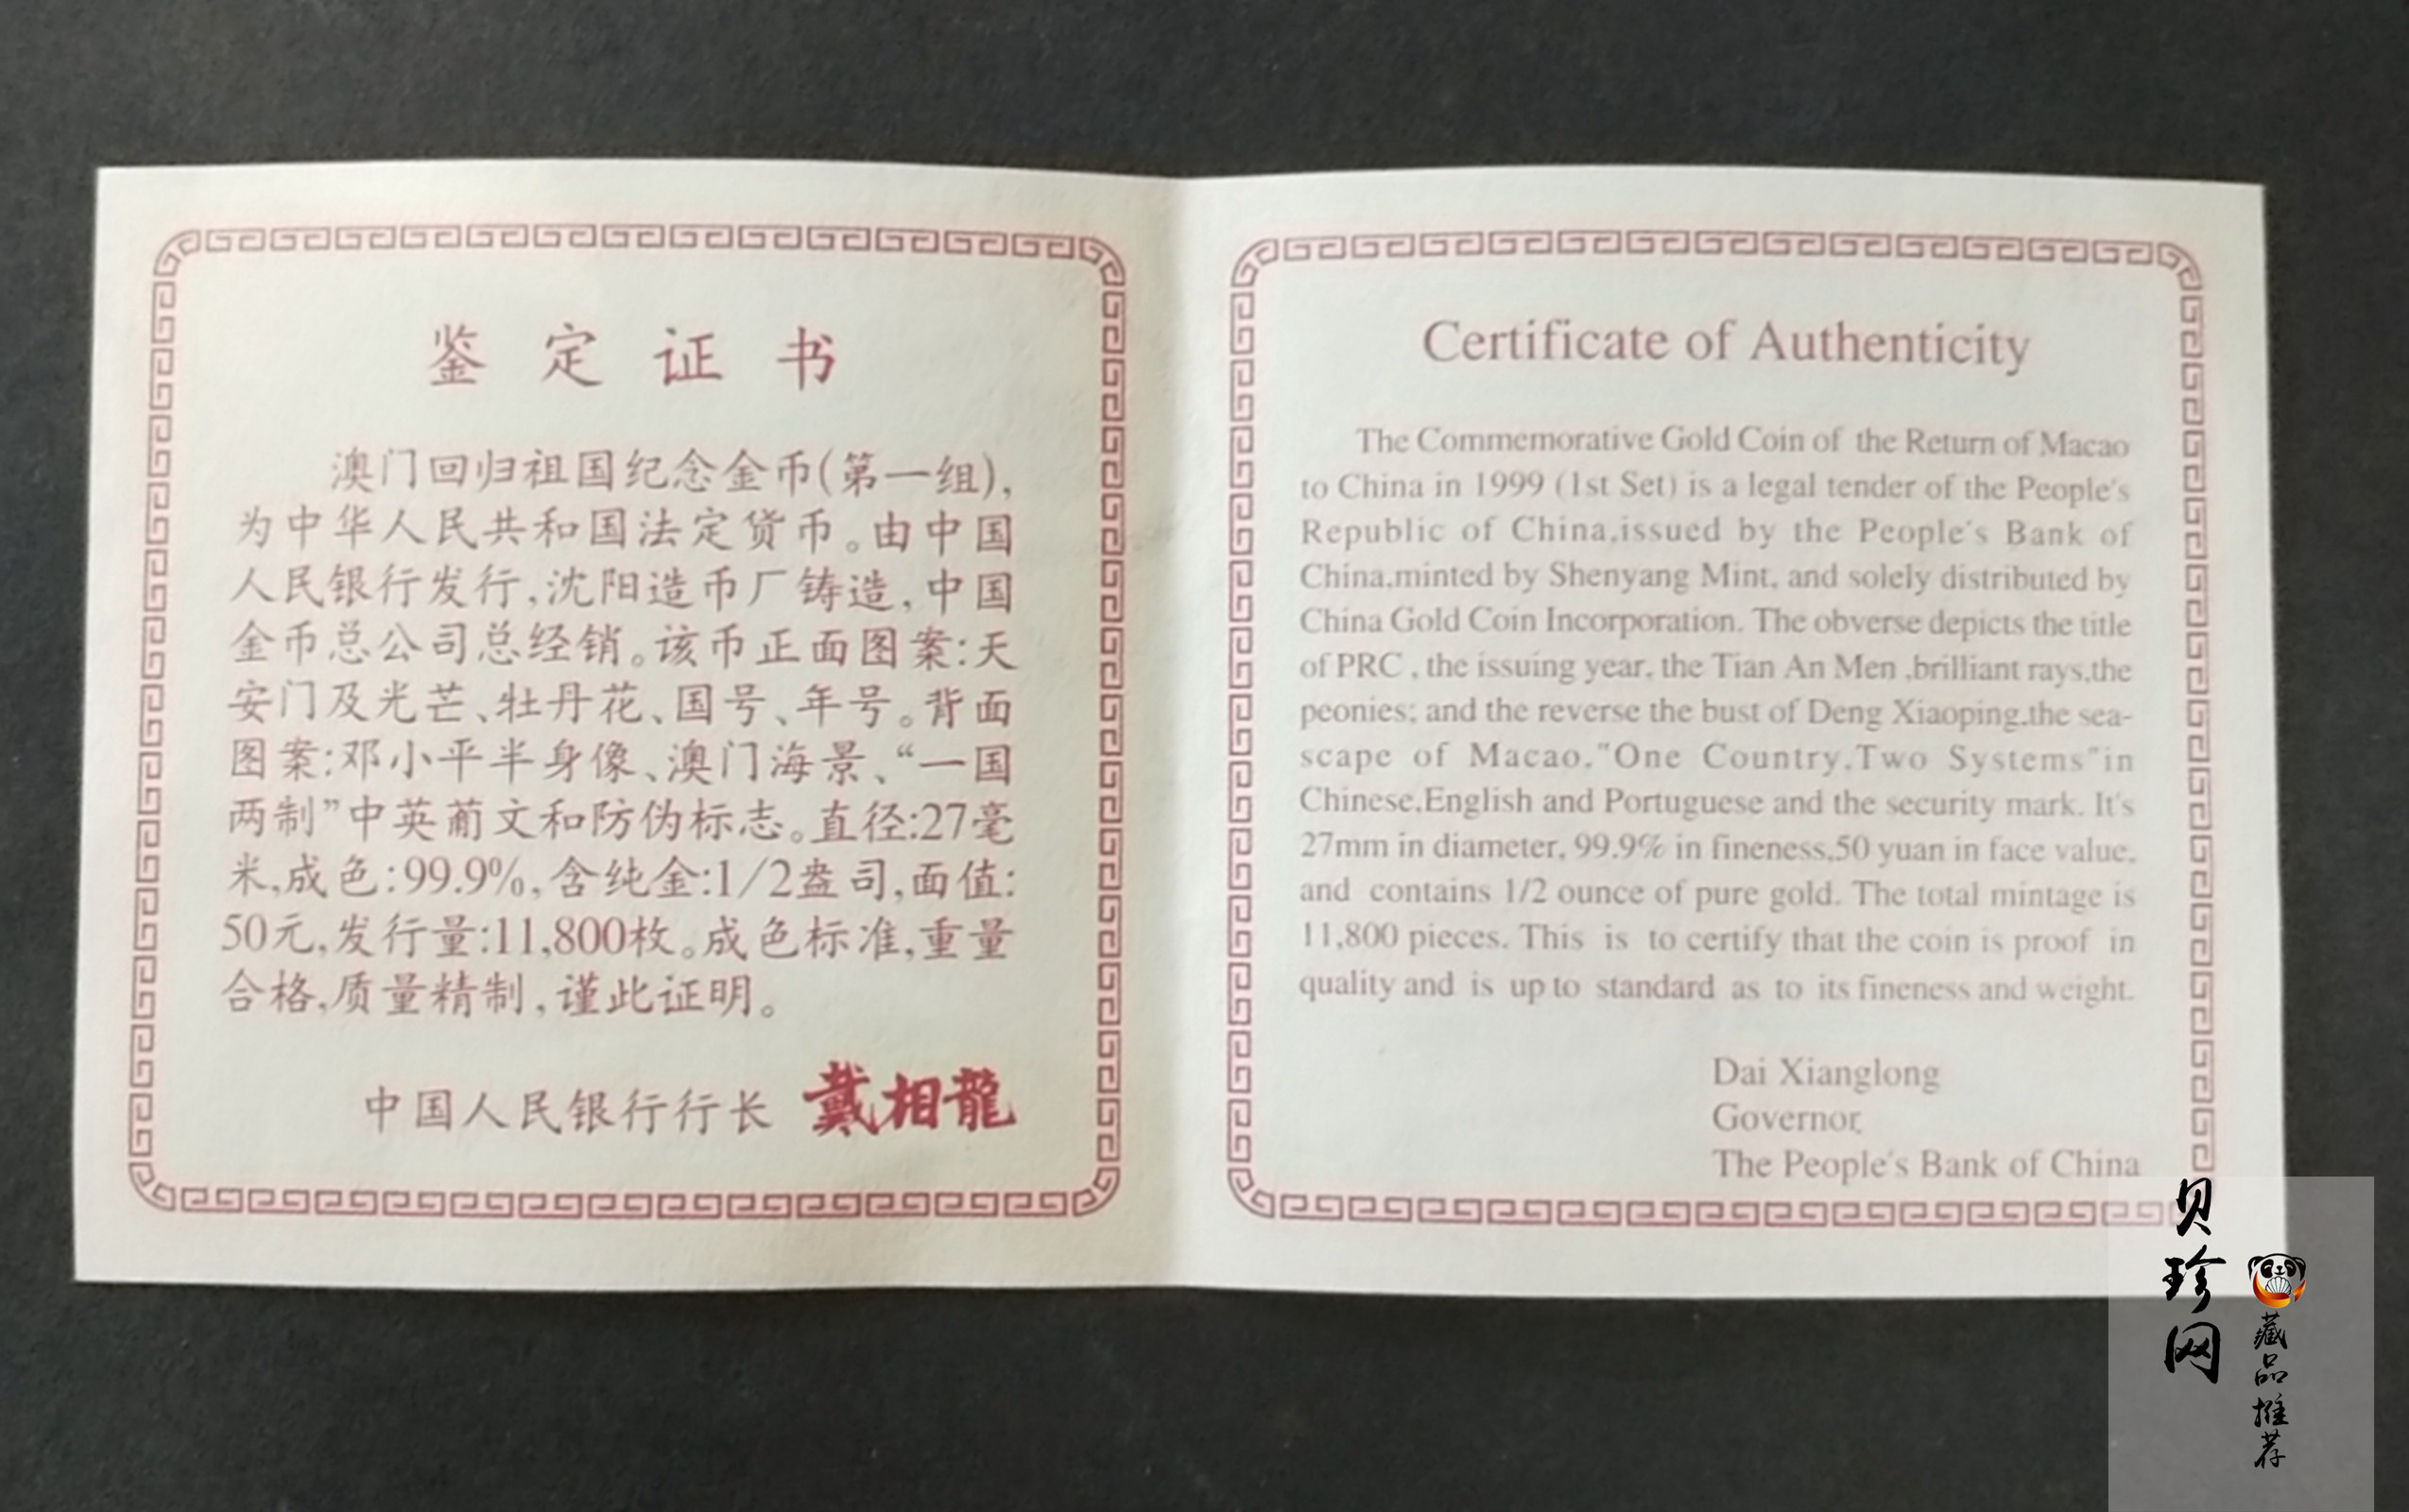 鉴定证书
澳门回归祖国纪念金币(第一组),
为中华人民共和国法定货币。由中国
人民银行发行,沈阳造币厂铸造,中国
金币总公司总经销。该币正面图案:天
安门及光芒、牡丹花、国号、年号。背面
图案:邓小平半身像、澳门海景、“一国
两制”中英葡文和防伪标志。直径:27毫
米,成色:99.9%,含纯金:1/2盎司,面值:
50元,发行量:11,800枚。成色标准,重量
合格,质量精制,谨此证明。
中国人民银行行长 戴相龍
Certificate of Authenticity
The Commemorative Gold Coin of the Return of Macao
to China in 1999 (1st Set) is a legal tender of the People's
Republic of China,issued by the People's Bank of
China,minted by Shenyang Mint, and solely distributed by
China Gold Coin Incorporation. The obverse depicts the title
of PRC , the issuing year, the Tian An Men ,brilliant rays,the
peonies; and the reverse the bust of Deng Xiaoping,the sea-
scape of Macao,"One Country,Two Systems"in
Chinese,English and Portuguese and the security mark. It's
27mm in diameter, 99.9% in fineness,50 yuan in face value,
and contains 1/2 ounce of pure gold. The total mintage is
11,800 pieces. This is to certify that the coin is proof in
quality and is up to standard as to its fineness and weight.
Dai Xianglong
Governor,
The People's Bank of China
贝珍网
藏品推荐